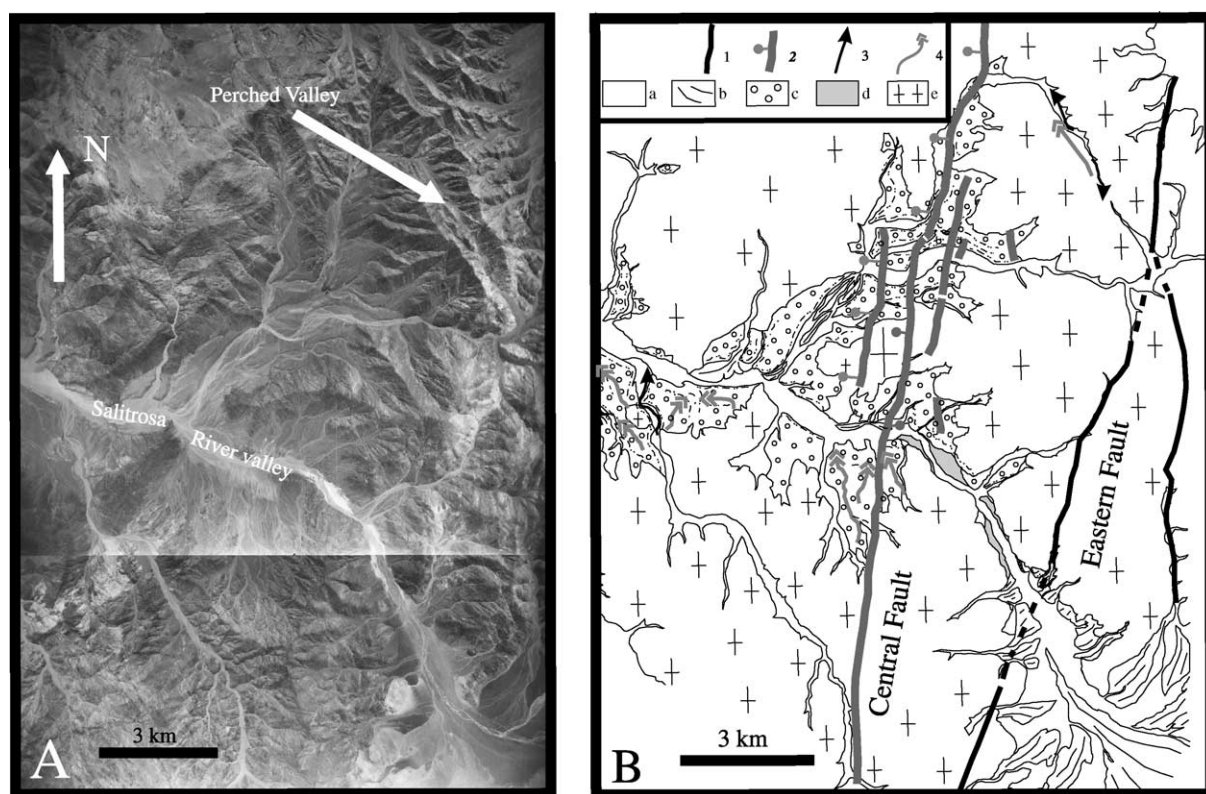 Perched Valley
N
Salitrosa
River valley
A
3 km
1 2 3 4
a b c d e
Central Fault
Eastern Fault
B
3 km